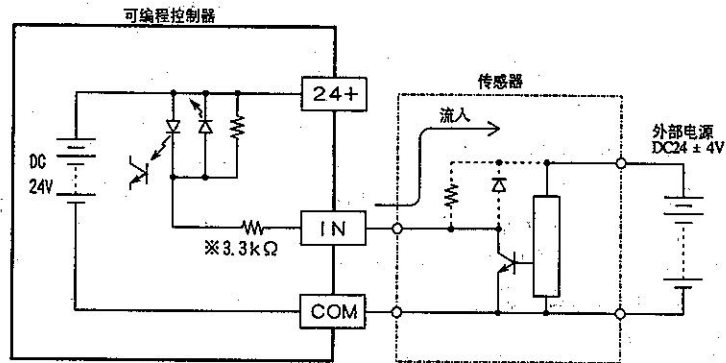 可编程控制器
24+
传感器
流入
外部电源
DC24±4V
DC
24V
IN
※3.3kΩ
COM